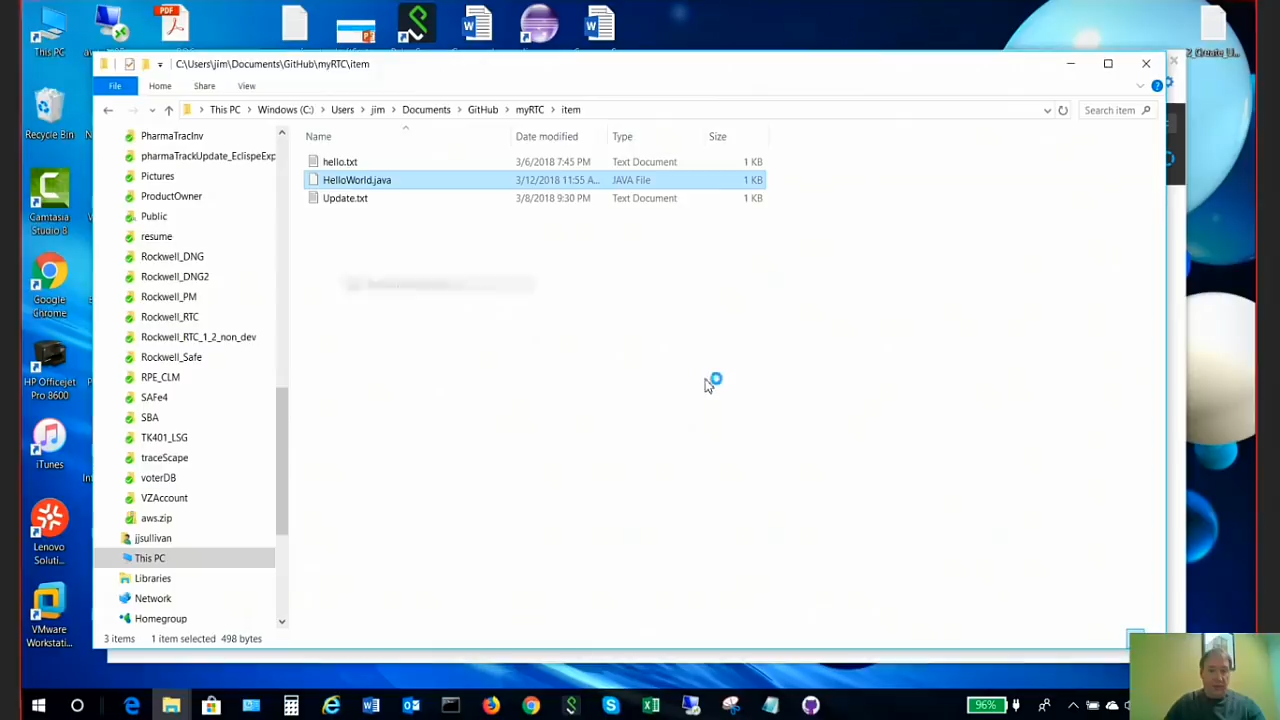 This PC
PDF
C:\Users\jim\Documents\GitHub\myRTC\item
File
Home
Share
View
This PC
Windows (C:)
Users
jim
Documents
GitHub
myRTC
item
Search item
Recycle Bin
Camtasia
Studio 8
Google
Chrome
HP Officejet
Pro 8600
iTunes
Lenovo
Soluti...
VMware
Workstati...
PharmaTracInv
pharmaTrackUpdate_EclispeExp
Pictures
ProductOwner
Public
resume
Rockwell_DNG
Rockwell_DNG2
Rockwell_PM
Rockwell_RTC
Rockwell_RTC_1_2_non_dev
Rockwell_Safe
RPE_CLM
SAFe4
SBA
TK401_LSG
traceScape
voterDB
VZAccount
aws.zip
jjsullivan
This PC
Libraries
Network
Homegroup
Name Date modified Type Size
hello.txt 3/6/2018 7:45 PM Text Document 1 KB
HelloWorld.java 3/12/2018 11:55 A... JAVA File 1 KB
Update.txt 3/8/2018 9:30 PM Text Document 1 KB
3 items 1 item selected 498 bytes
96%